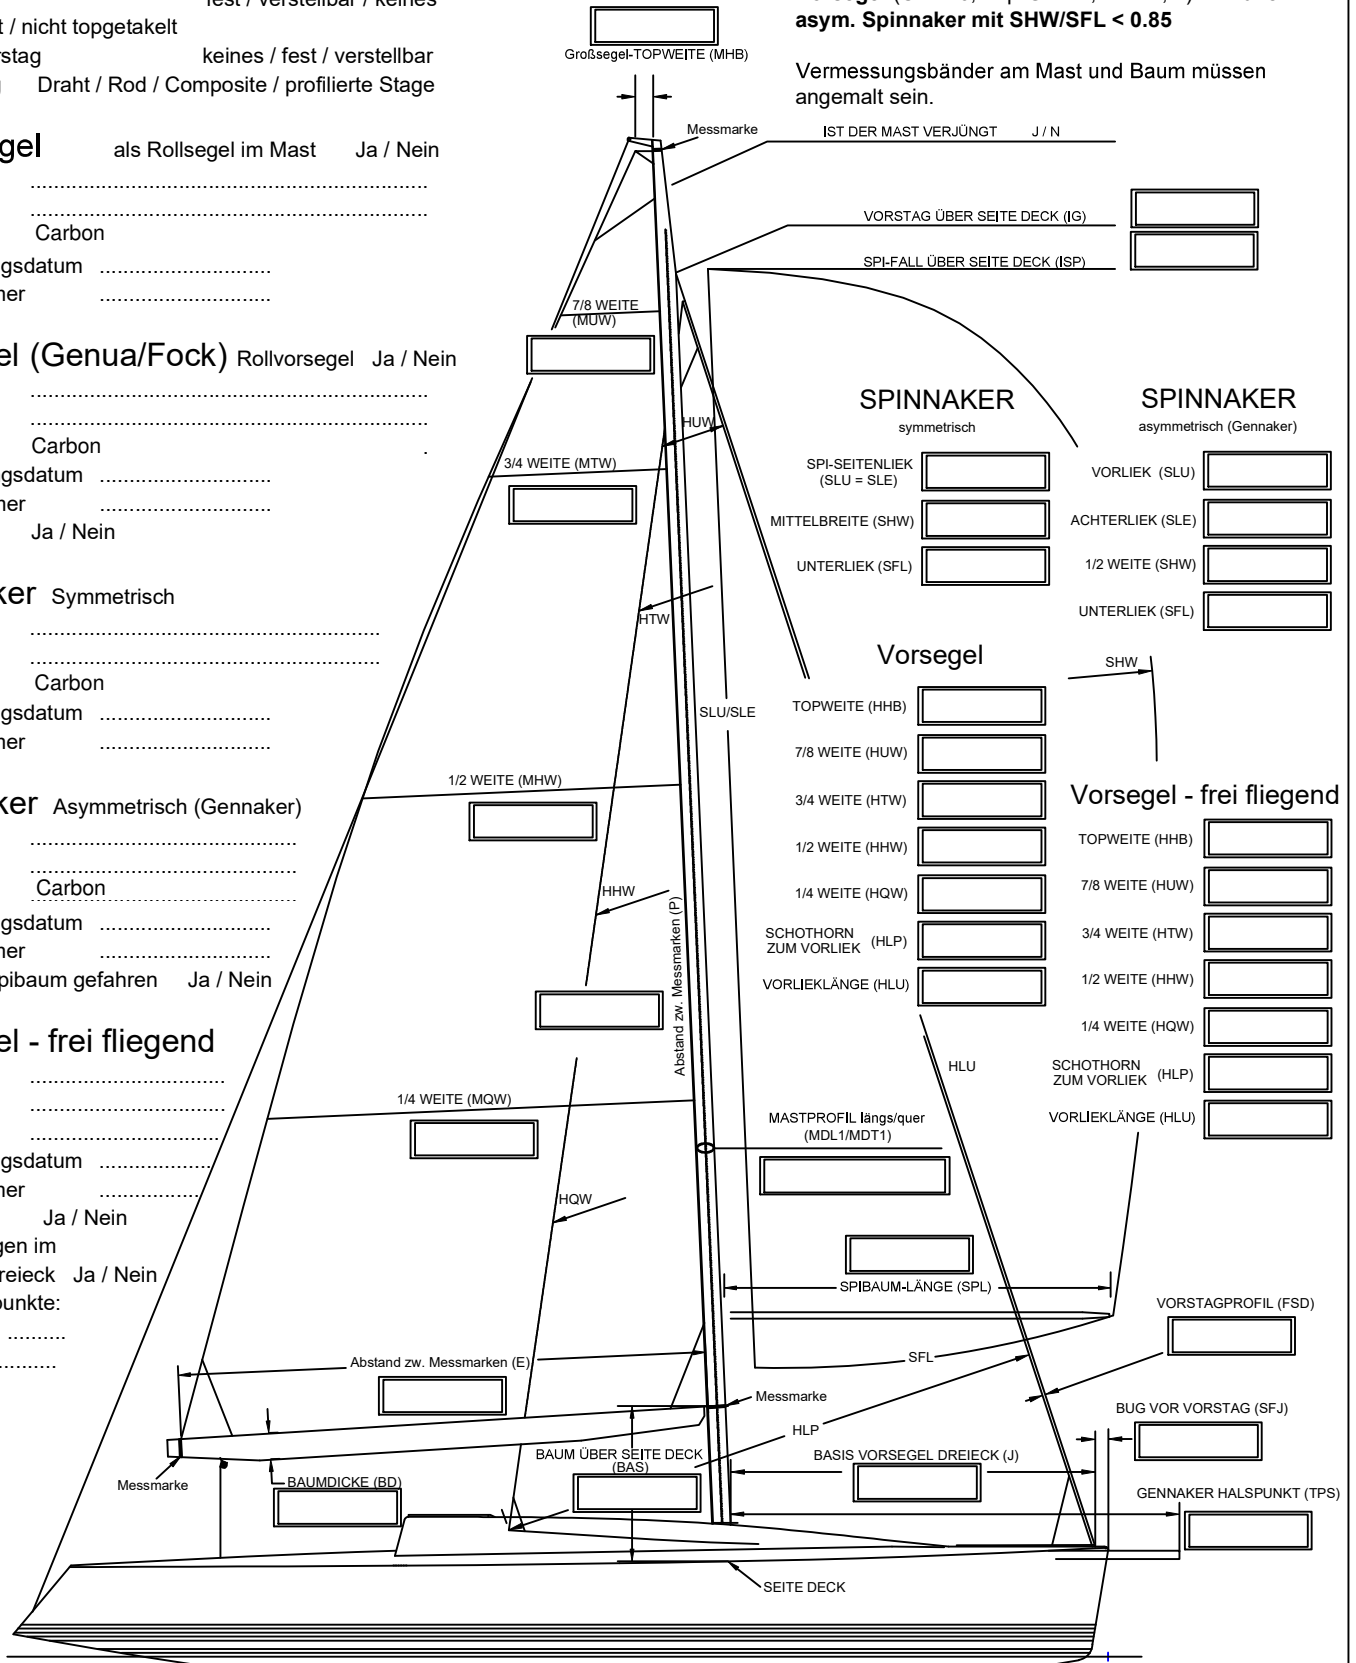 fest / verstellbar / keines
t / nicht topgetakelt
rstag keines / fest / verstellbar
Draht / Rod / Composite / profilierte Stage
gel als Rollsegel im Mast Ja / Nein
Carbon
gsdatum
ner
el (Genua/Fock) Rollvorsegel Ja / Nein
Carbon
gsdatum
ner
Ja / Nein
ker Symmetrisch
Carbon
gsdatum
ner
ker Asymmetrisch (Gennaker)
Carbon
gsdatum
ner
pibaum gefahren Ja / Nein
el - frei fliegend
gsdatum
ner
Ja / Nein
gen im
reieck Ja / Nein
punkte:
asym. Spinnaker mit SHW/SFL < 0.85
Vermessungsbänder am Mast und Baum müssen
angemalt sein.
Großsegel-TOPWEITE (MHB)
Messmarke
IST DER MAST VERJÜNGT J / N
VORSTAG ÜBER SEITE DECK (IG)
SPI-FALL ÜBER SEITE DECK (ISP)
7/8 WEITE
(MUW)
HUW
3/4 WEITE (MTW)
HTW
SLU/SLE
1/2 WEITE (MHW)
HHW
Abstand zw. Messmarken (P)
1/4 WEITE (MQW)
HQW
SPINNAKER
symmetrisch
SPI-SEITENLIEK
(SLU = SLE)
MITTELBREITE (SHW)
UNTERLIEK (SFL)
SPINNAKER
asymmetrisch (Gennaker)
VORLIEK (SLU)
ACHTERLIEK (SLE)
1/2 WEITE (SHW)
UNTERLIEK (SFL)
Vorsegel
TOPWEITE (HHB)
7/8 WEITE (HUW)
3/4 WEITE (HTW)
1/2 WEITE (HHW)
1/4 WEITE (HQW)
SCHOTHORN
ZUM VORLIEK (HLP)
VORLIEKLÄNGE (HLU)
SHW
Vorsegel - frei fliegend
TOPWEITE (HHB)
7/8 WEITE (HUW)
3/4 WEITE (HTW)
1/2 WEITE (HHW)
1/4 WEITE (HQW)
SCHOTHORN
ZUM VORLIEK (HLP)
VORLIEKLÄNGE (HLU)
HLU
MASTPROFIL längs/quer
(MDL1/MDT1)
SPIBAUM-LÄNGE (SPL)
VORSTAGPROFIL (FSD)
SFL
Abstand zw. Messmarken (E)
Messmarke
HLP
BUG VOR VORSTAG (SFJ)
BAUM ÜBER SEITE DECK
(BAS)
BASIS VORSEGEL DREIECK (J)
Messmarke
BAUMDICKE (BD)
GENNAKER HALSPUNKT (TPS)
SEITE DECK